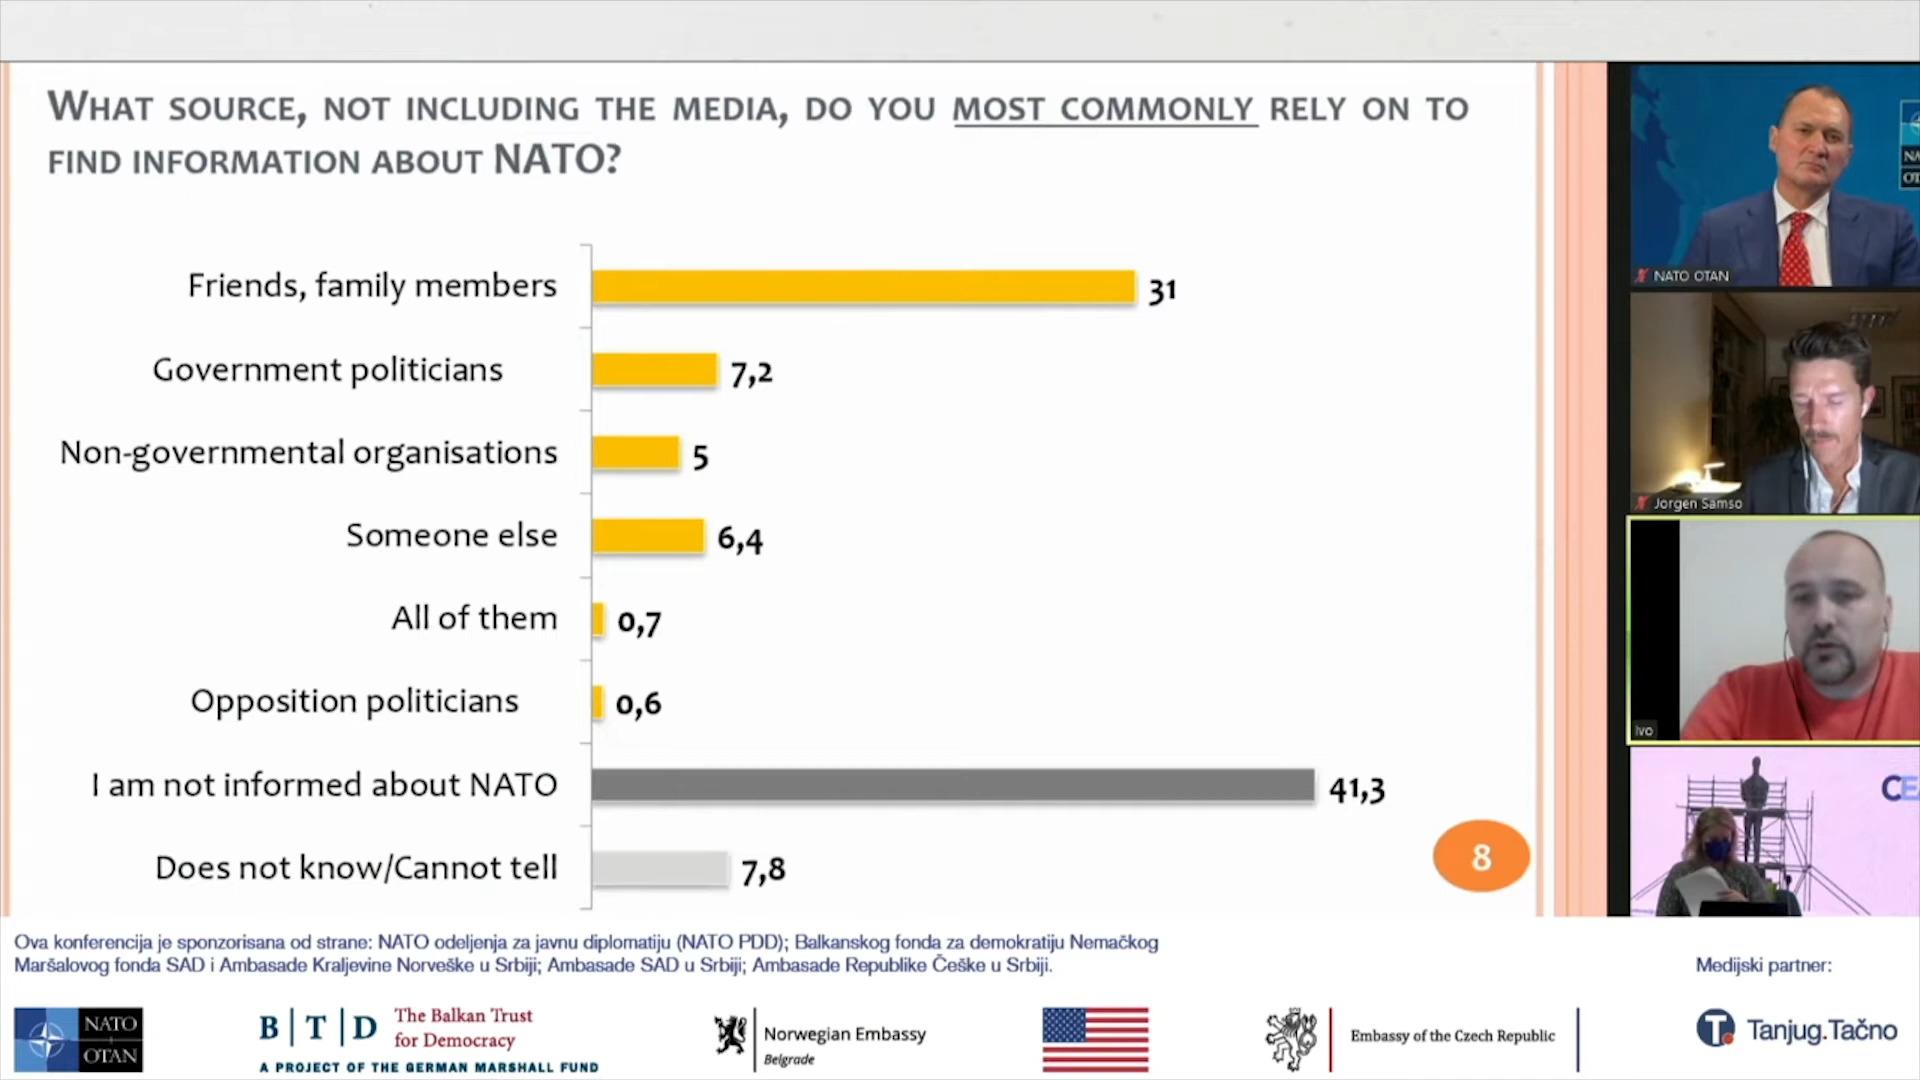 WHAT SOURCE, NOT INCLUDING THE MEDIA, DO YOU MOST COMMONLY RELY ON TO
FIND INFORMATION ABOUT NATO?
Friends, family members 31
Government politicians 7,2
Non-governmental organisations 5
Someone else 6,4
All of them 0,7
Opposition politicians 0,6
I am not informed about NATO 41,3
Does not know/Cannot tell 7,8
8
NATO OTAN
Jorgen Samso
Ivo
Ova konferencija je sponzorisana od strane: NATO odeljenja za javnu diplomatiju (NATO PDD); Balkanskog fonda za demokratiju Nemačkog
Maršalovog fonda SAD i Ambasade Kraljevine Norveške u Srbiji; Ambasade SAD u Srbiji; Ambasade Republike Češke u Srbiji.
Medijski partner:
NATO
OTAN
B|T|D
The Balkan Trust
for Democracy
A PROJECT OF THE GERMAN MARSHALL FUND
Norwegian Embassy
Belgrade
Embassy of the Czech Republic
Tanjug.Tačno